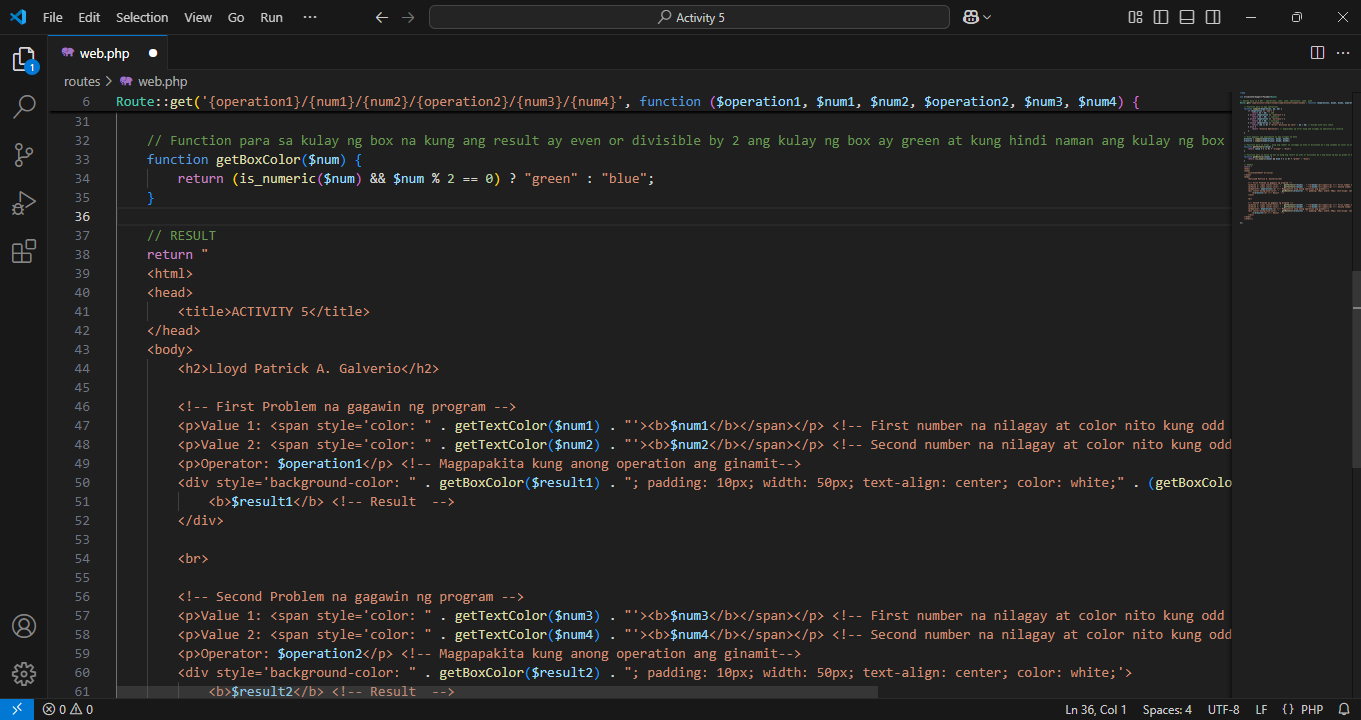 File Edit Selection View Go Run ··· Activity 5
1
web.php
routes > web.php
6 Route::get('{operation1}/{num1}/{num2}/{operation2}/{num3}/{num4}', function ($operation1, $num1, $num2, $operation2, $num3, $num4) {
31
32 // Function para sa kulay ng box na kung ang result ay even or divisible by 2 ang kulay ng box ay green at kung hindi naman ang kulay ng box
33 function getBoxColor($num) {
34 return (is_numeric($num) && $num % 2 == 0) ? "green" : "blue";
35 }
36
37 // RESULT
38 return "
39 <html>
40 <head>
41 <title>ACTIVITY 5</title>
42 </head>
43 <body>
44 <h2>Lloyd Patrick A. Galverio</h2>
45
46 <!-- First Problem na gagawin ng program -->
47 <p>Value 1: <span style='color: " . getTextColor($num1) . "'><b>$num1</b></span></p> <!-- First number na nilagay at color nito kung odd
48 <p>Value 2: <span style='color: " . getTextColor($num2) . "'><b>$num2</b></span></p> <!-- Second number na nilagay at color nito kung odd
49 <p>Operator: $operation1</p> <!-- Magpapakita kung anong operation ang ginamit-->
50 <div style='background-color: " . getBoxColor($result1) . "; padding: 10px; width: 50px; text-align: center; color: white;" . (getBoxColo
51 <b>$result1</b> <!-- Result  -->
52 </div>
53
54 <br>
55
56 <!-- Second Problem na gagawin ng program -->
57 <p>Value 1: <span style='color: " . getTextColor($num3) . "'><b>$num3</b></span></p> <!-- First number na nilagay at color nito kung odd
58 <p>Value 2: <span style='color: " . getTextColor($num4) . "'><b>$num4</b></span></p> <!-- Second number na nilagay at color nito kung odd
59 <p>Operator: $operation2</p> <!-- Magpapakita kung anong operation ang ginamit-->
60 <div style='background-color: " . getBoxColor($result2) . "; padding: 10px; width: 50px; text-align: center; color: white;'>
61 <b>$result2</b> <!-- Result  -->
0 0 Ln 36, Col 1 Spaces: 4 UTF-8 LF {} PHP